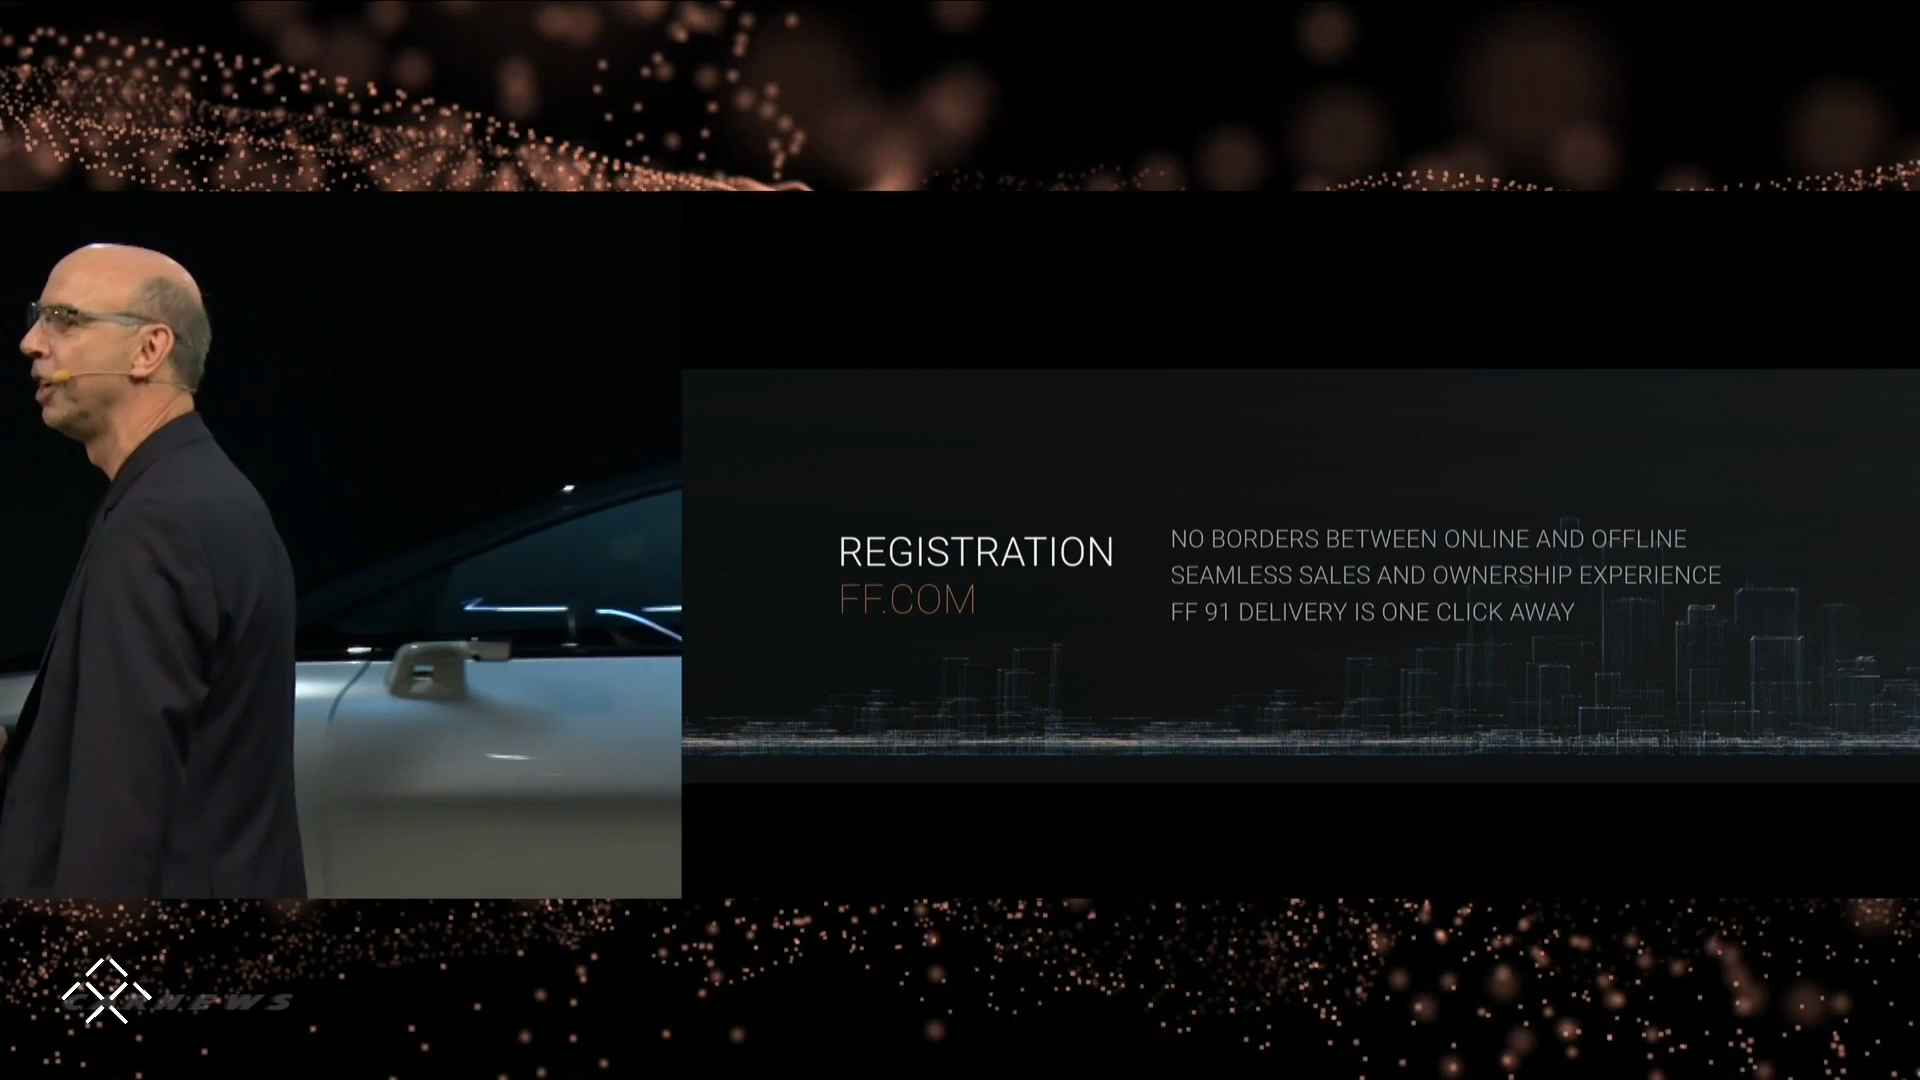 REGISTRATION
FF.COM
NO BORDERS BETWEEN ONLINE AND OFFLINE
SEAMLESS SALES AND OWNERSHIP EXPERIENCE
FF 91 DELIVERY IS ONE CLICK AWAY
CARNEWS